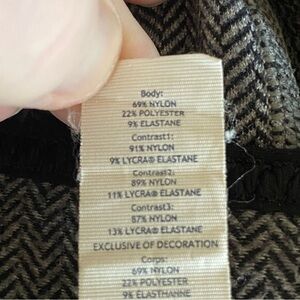 Body:
69% NYLON
22% POLYESTER
9% ELASTANE
Contrast1:
91% NYLON
9% LYCRA® ELASTANE
Contrast2:
89% NYLON
11% LYCRA® ELASTANE
Contrast3:
87% NYLON
13% LYCRA® ELASTANE
EXCLUSIVE OF DECORATION
Corps:
69% NYLON
22% POLYESTER
9% ELASTHANNE